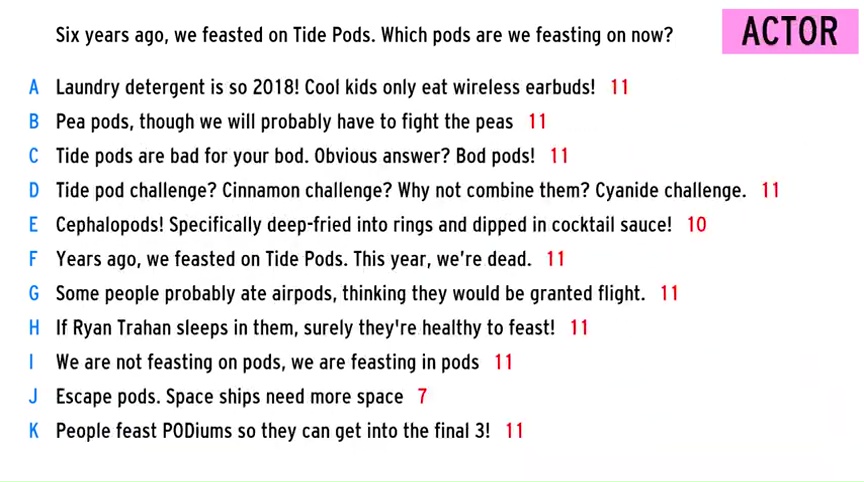 Six years ago, we feasted on Tide Pods. Which pods are we feasting on now?
ACTOR
A Laundry detergent is so 2018! Cool kids only eat wireless earbuds! 11
B Pea pods, though we will probably have to fight the peas 11
C Tide pods are bad for your bod. Obvious answer? Bod pods! 11
D Tide pod challenge? Cinnamon challenge? Why not combine them? Cyanide challenge. 11
E Cephalopods! Specifically deep-fried into rings and dipped in cocktail sauce! 10
F Years ago, we feasted on Tide Pods. This year, we're dead. 11
G Some people probably ate airpods, thinking they would be granted flight. 11
H If Ryan Trahan sleeps in them, surely they're healthy to feast! 11
I We are not feasting on pods, we are feasting in pods 11
J Escape pods. Space ships need more space 7
K People feast PODiums so they can get into the final 3! 11